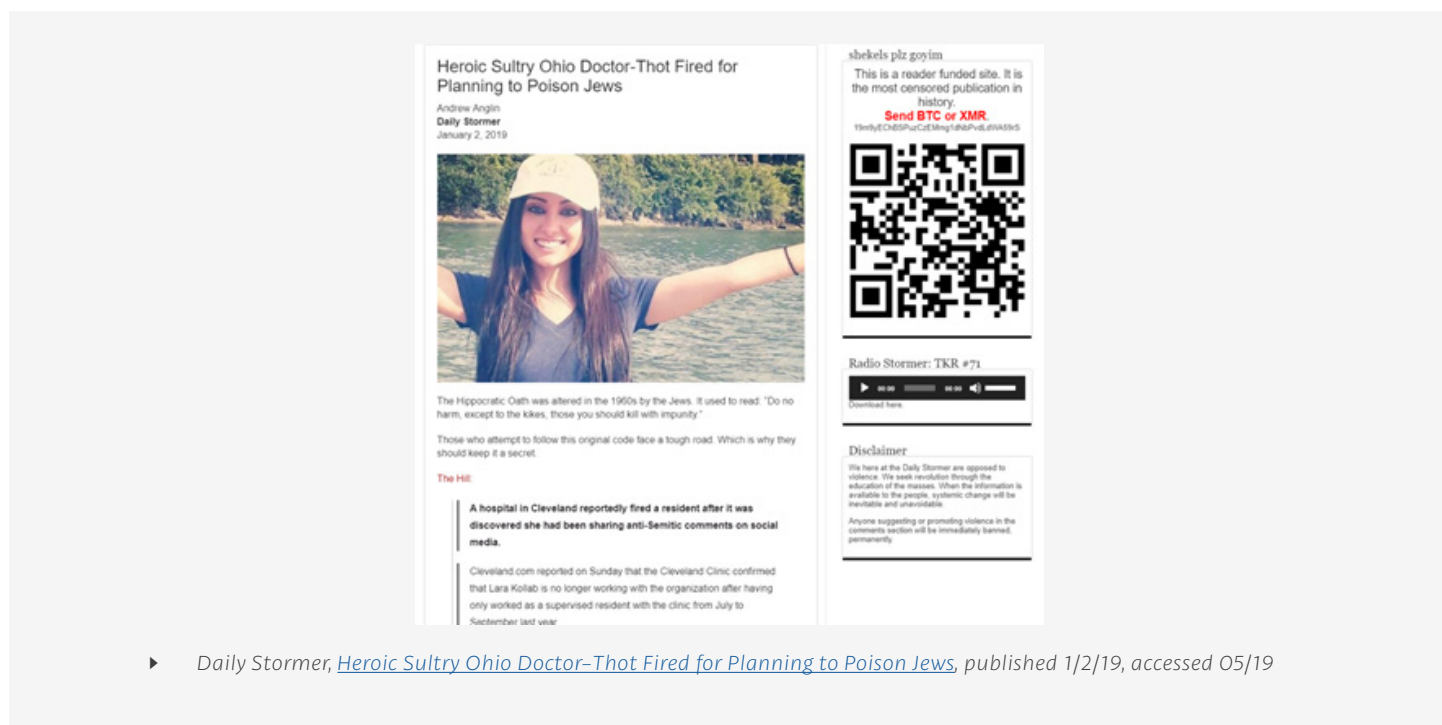 Heroic Sultry Ohio Doctor-Thot Fired for
Planning to Poison Jews
Andrew Anglin
Daily Stormer
January 2, 2019
The Hippocratic Oath was altered in the 1960s by the Jews. It used to read: "Do no
harm, except to the kikes, those you should kill with impunity."
Those who attempt to follow this original code face a tough road. Which is why they
should keep it a secret.
The Hill:
A hospital in Cleveland reportedly fired a resident after it was
discovered she had been sharing anti-Semitic comments on social
media.
Cleveland.com reported on Sunday that the Cleveland Clinic confirmed
that Lara Kollab is no longer working with the organization after having
only worked as a supervised resident with the clinic from July to
September last year
shekels plz goyim
This is a reader funded site. It is
the most censored publication in
history.
Send BTC or XMR.
Radio Stormer: TKR #71
00:00 00:00
Download here.
Disclaimer
We here at the Daily Stormer are opposed to
violence. We seek revolution through the
education of the masses. When the information is
available to the people, systemic change will be
inevitable and unavoidable.
Anyone suggesting or promoting violence in the
comments section will be immediately banned,
permanently.
Daily Stormer, Heroic Sultry Ohio Doctor-Thot Fired for Planning to Poison Jews, published 1/2/19, accessed 05/19